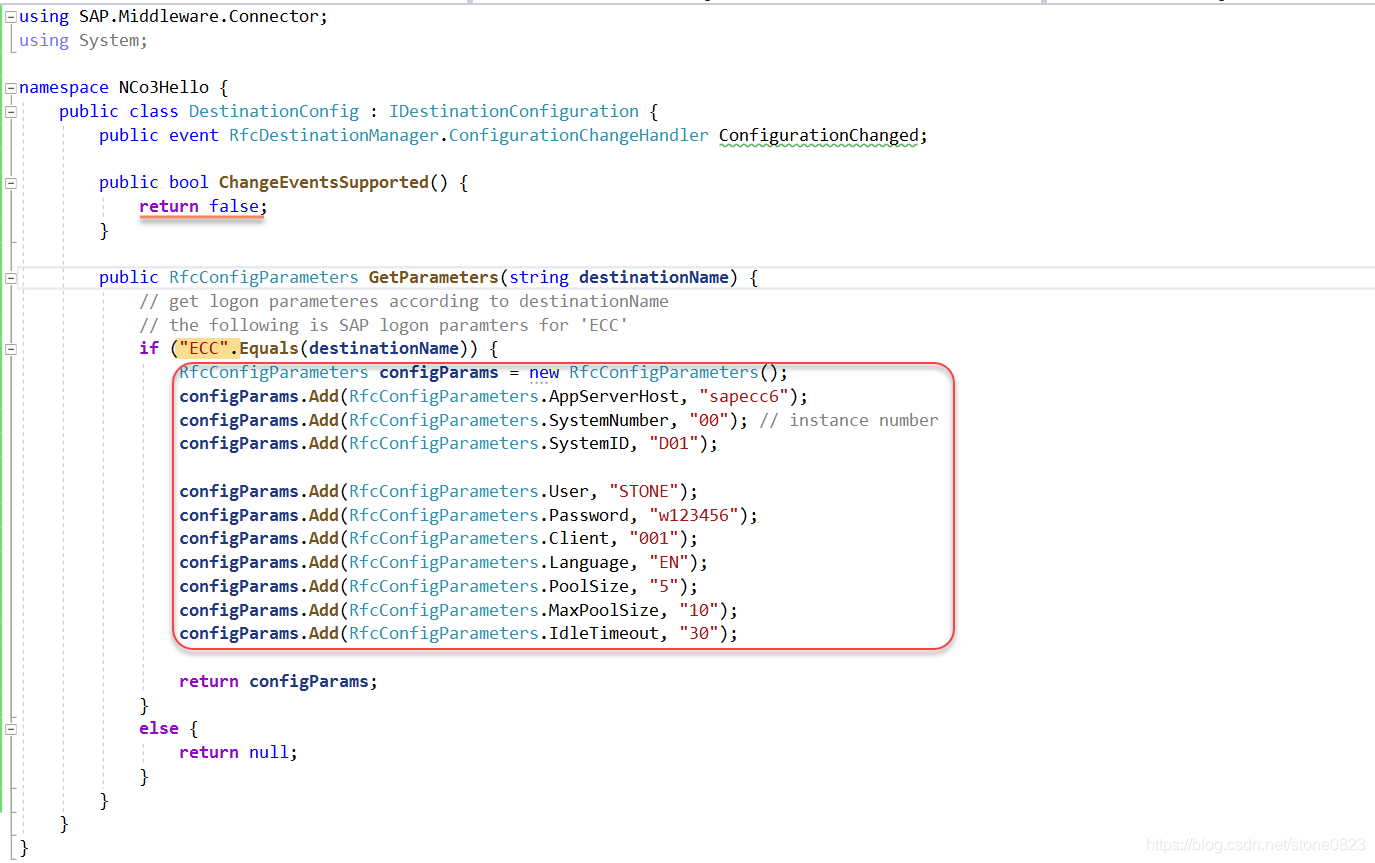 using SAP.Middleware.Connector;
using System;
namespace NCo3Hello {
public class DestinationConfig : IDestinationConfiguration {
public event RfcDestinationManager.ConfigurationChangeHandler ConfigurationChanged;
public bool ChangeEventsSupported() {
return false;
}
public RfcConfigParameters GetParameters(string destinationName) {
// get logon parameteres according to destinationName
// the following is SAP logon paramters for 'ECC'
if ("ECC".Equals(destinationName)) {
RfcConfigParameters configParams = new RfcConfigParameters();
configParams.Add(RfcConfigParameters.AppServerHost, "sapecc6");
configParams.Add(RfcConfigParameters.SystemNumber, "00"); // instance number
configParams.Add(RfcConfigParameters.SystemID, "D01");
configParams.Add(RfcConfigParameters.User, "STONE");
configParams.Add(RfcConfigParameters.Password, "w123456");
configParams.Add(RfcConfigParameters.Client, "001");
configParams.Add(RfcConfigParameters.Language, "EN");
configParams.Add(RfcConfigParameters.PoolSize, "5");
configParams.Add(RfcConfigParameters.MaxPoolSize, "10");
configParams.Add(RfcConfigParameters.IdleTimeout, "30");
return configParams;
}
else {
return null;
}
}
}
}
https://blog.csdn.net/stone0823